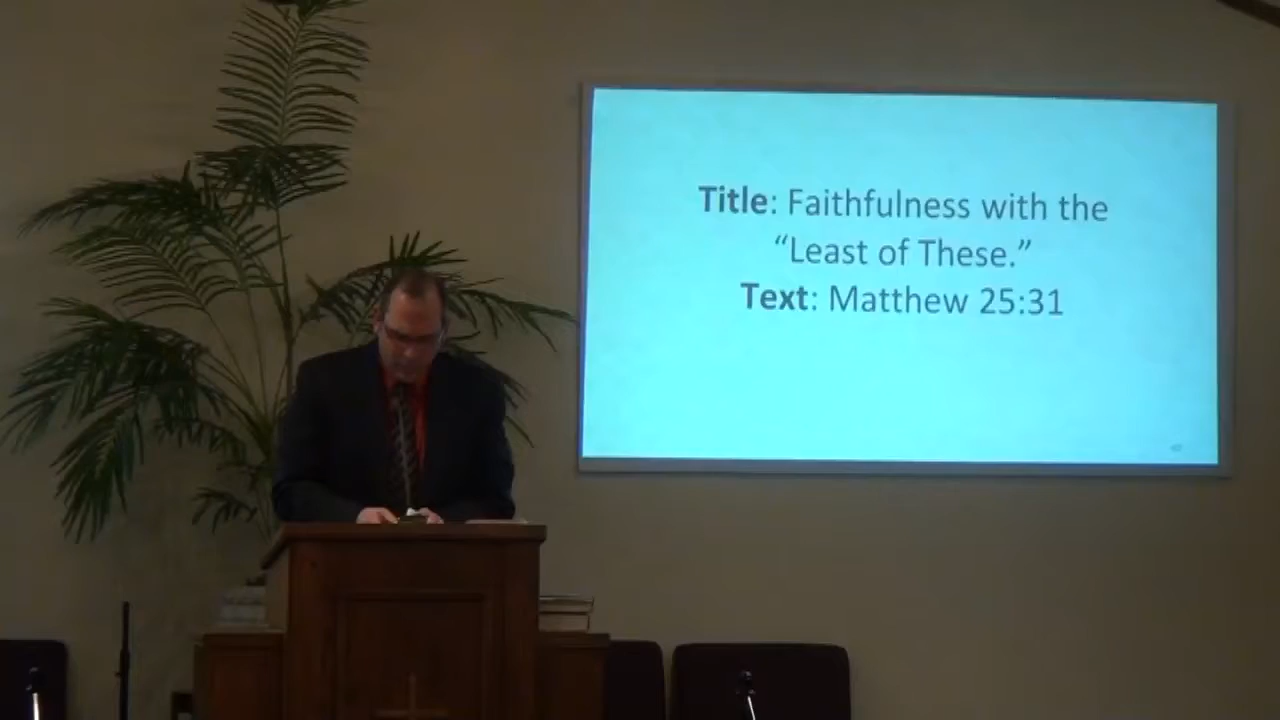 Title: Faithfulness with the
“Least of These.”
Text: Matthew 25:31